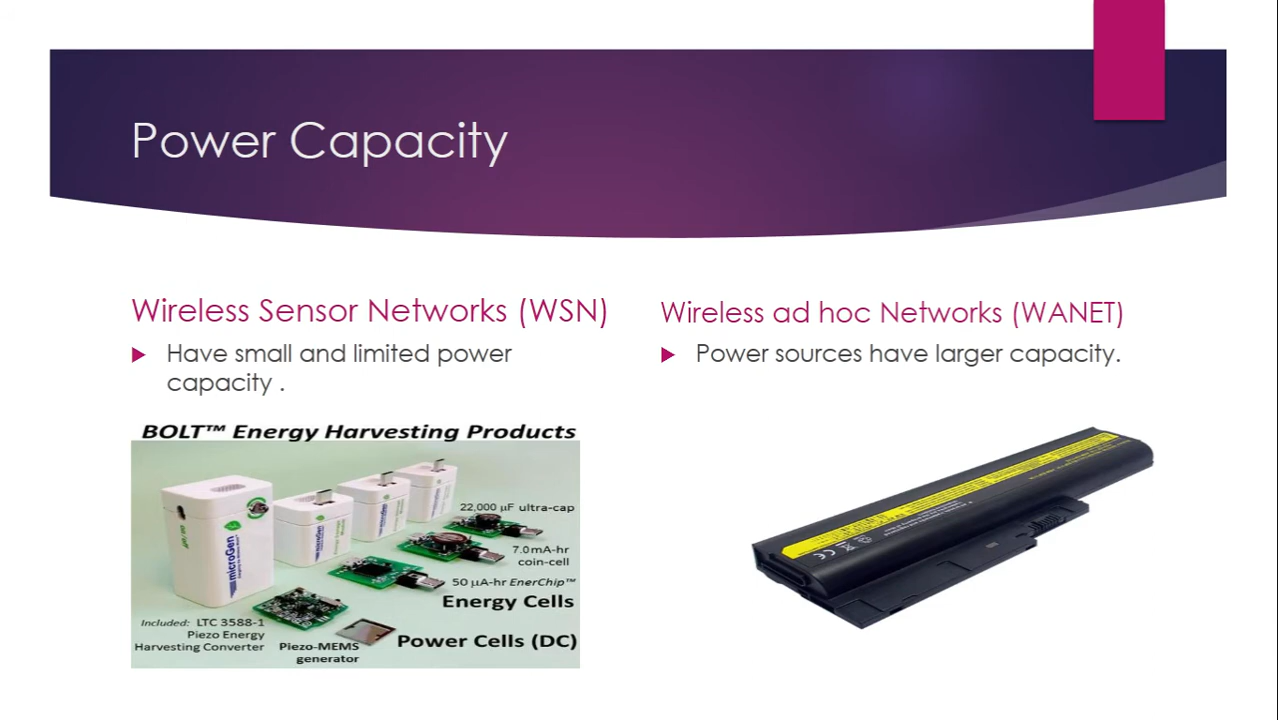 Power Capacity
Wireless Sensor Networks (WSN)
Have small and limited power
capacity .
BOLT™ Energy Harvesting Products
microGen
22,000 µF ultra-cap
7.0mA-hr
coin-cell
50 µA-hr EnerChip™
Energy Cells
Power Cells (DC)
Included: LTC 3588-1
Piezo Energy
Harvesting Converter
Piezo-MEMS
generator
Wireless ad hoc Networks (WANET)
Power sources have larger capacity.